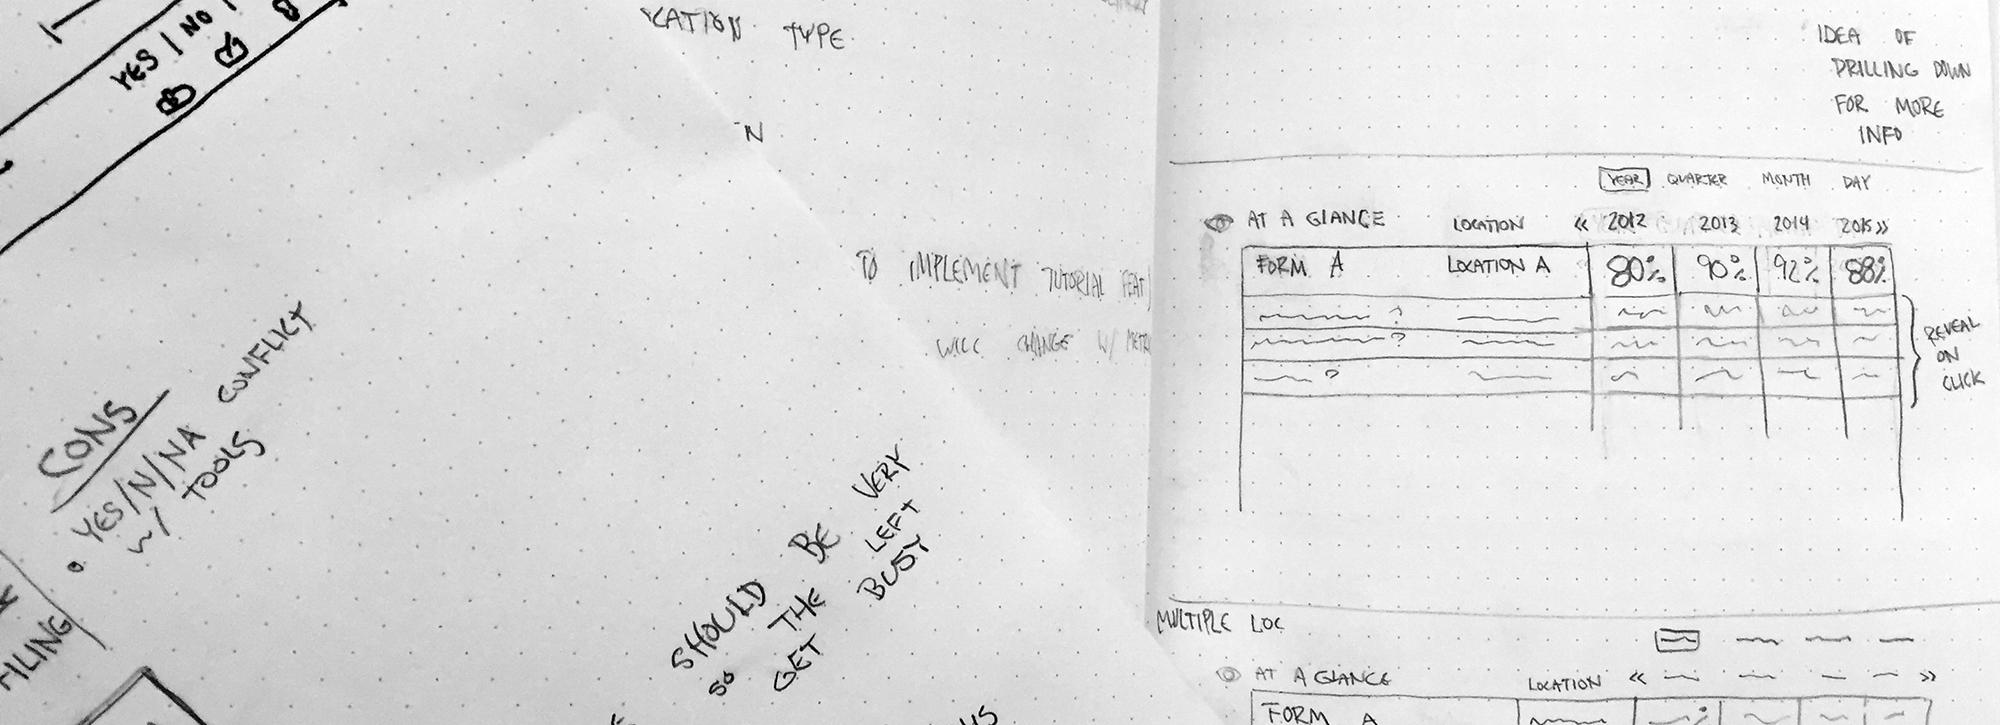 YES | NO |
CATION TYPE
N
TO IMPLEMENT TUTORIAL FEAT
WILL CHANGE W/ METR
CONS
• YES/N/NA CONFLICT
W/ TOOLS
SHOULD BE VERY
SO THE LEFT
GET BUSY
IDEA OF
DRILLING DOWN
FOR MORE
INFO
YEAR QUARTER MONTH DAY
AT A GLANCE LOCATION « 2012 2013 2014 2015 »
FORM A LOCATION A 80% 90% 92% 88%
REVEAL
ON
CLICK
MULTIPLE LOC
AT A GLANCE LOCATION « »
FORM A